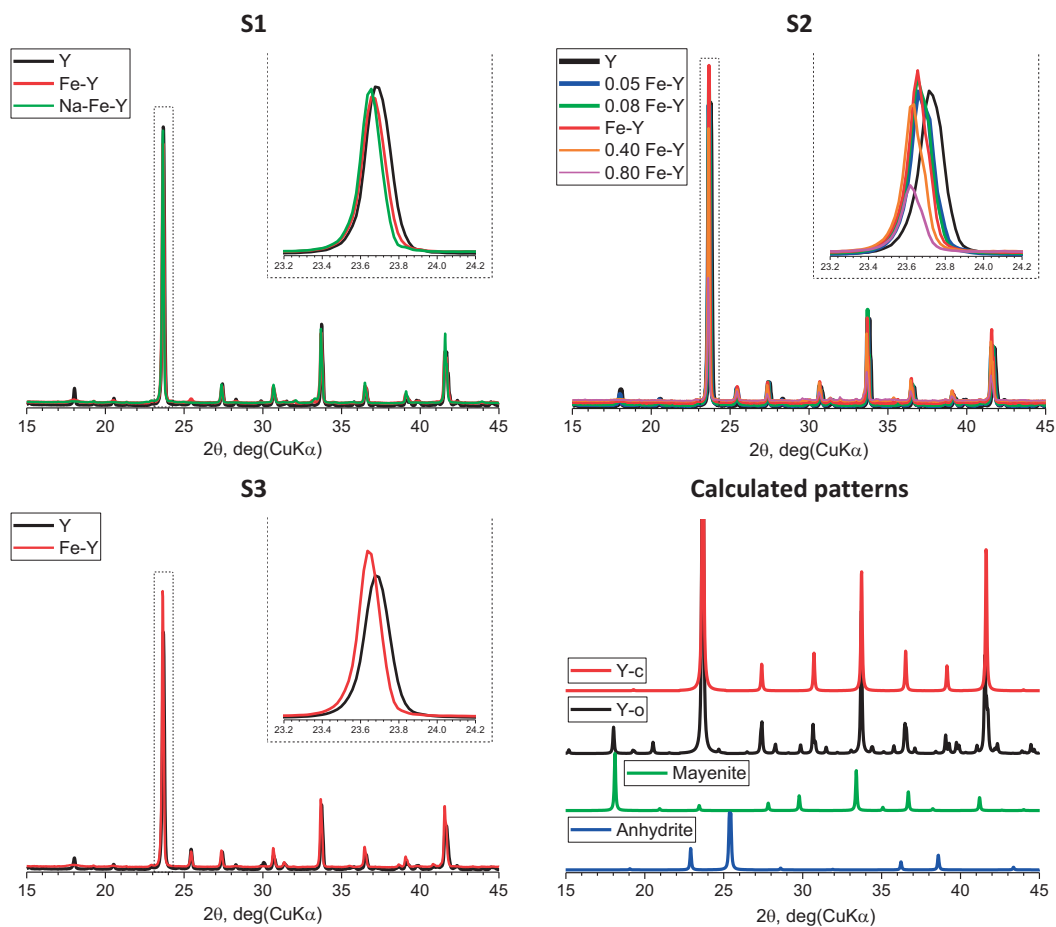 S1
Y
Fe-Y
Na-Fe-Y
23.2 23.4 23.6 23.8 24.0 24.2
15 20 25 30 35 40 45
2θ, deg(CuKα)
S2
Y
0.05 Fe-Y
0.08 Fe-Y
Fe-Y
0.40 Fe-Y
0.80 Fe-Y
23.2 23.4 23.6 23.8 24.0 24.2
15 20 25 30 35 40 45
2θ, deg(CuKα)
S3
Y
Fe-Y
23.2 23.4 23.6 23.8 24.0 24.2
15 20 25 30 35 40 45
2θ, deg(CuKα)
Calculated patterns
Y-c
Y-o
Mayenite
Anhydrite
15 20 25 30 35 40 45
2θ, deg(CuKα)